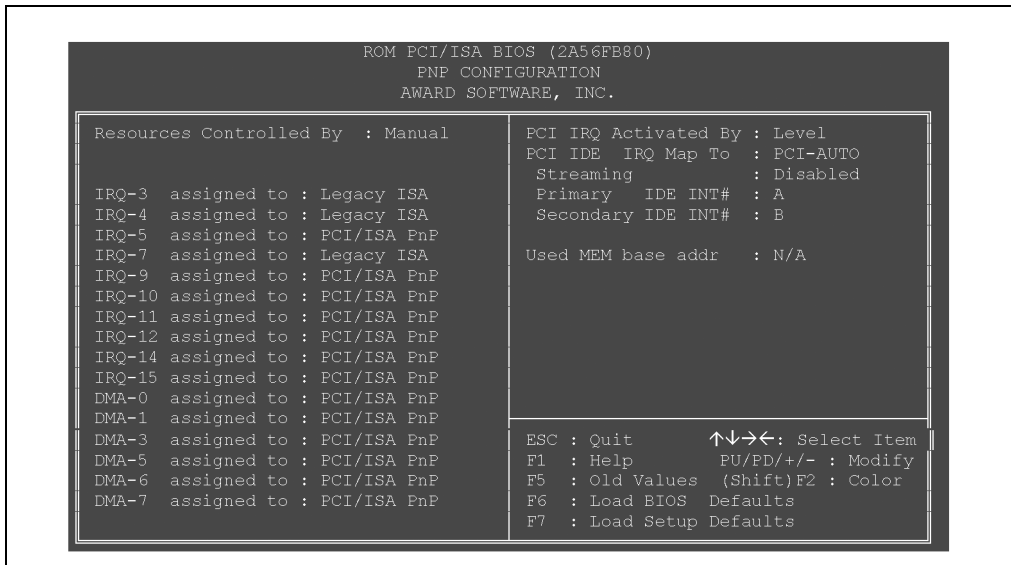 ROM PCI/ISA BIOS (2A56FB80)
PNP CONFIGURATION
AWARD SOFTWARE, INC.
Resources Controlled By : Manual
IRQ-3 assigned to : Legacy ISA
IRQ-4 assigned to : Legacy ISA
IRQ-5 assigned to : PCI/ISA PnP
IRQ-7 assigned to : Legacy ISA
IRQ-9 assigned to : PCI/ISA PnP
IRQ-10 assigned to : PCI/ISA PnP
IRQ-11 assigned to : PCI/ISA PnP
IRQ-12 assigned to : PCI/ISA PnP
IRQ-14 assigned to : PCI/ISA PnP
IRQ-15 assigned to : PCI/ISA PnP
DMA-0 assigned to : PCI/ISA PnP
DMA-1 assigned to : PCI/ISA PnP
DMA-3 assigned to : PCI/ISA PnP
DMA-5 assigned to : PCI/ISA PnP
DMA-6 assigned to : PCI/ISA PnP
DMA-7 assigned to : PCI/ISA PnP
PCI IRQ Activated By : Level
PCI IDE IRQ Map To : PCI-AUTO
Streaming : Disabled
Primary IDE INT# : A
Secondary IDE INT# : B
Used MEM base addr : N/A
ESC : Quit ↑↓→←: Select Item
F1 : Help PU/PD/+/- : Modify
F5 : Old Values (Shift)F2 : Color
F6 : Load BIOS Defaults
F7 : Load Setup Defaults